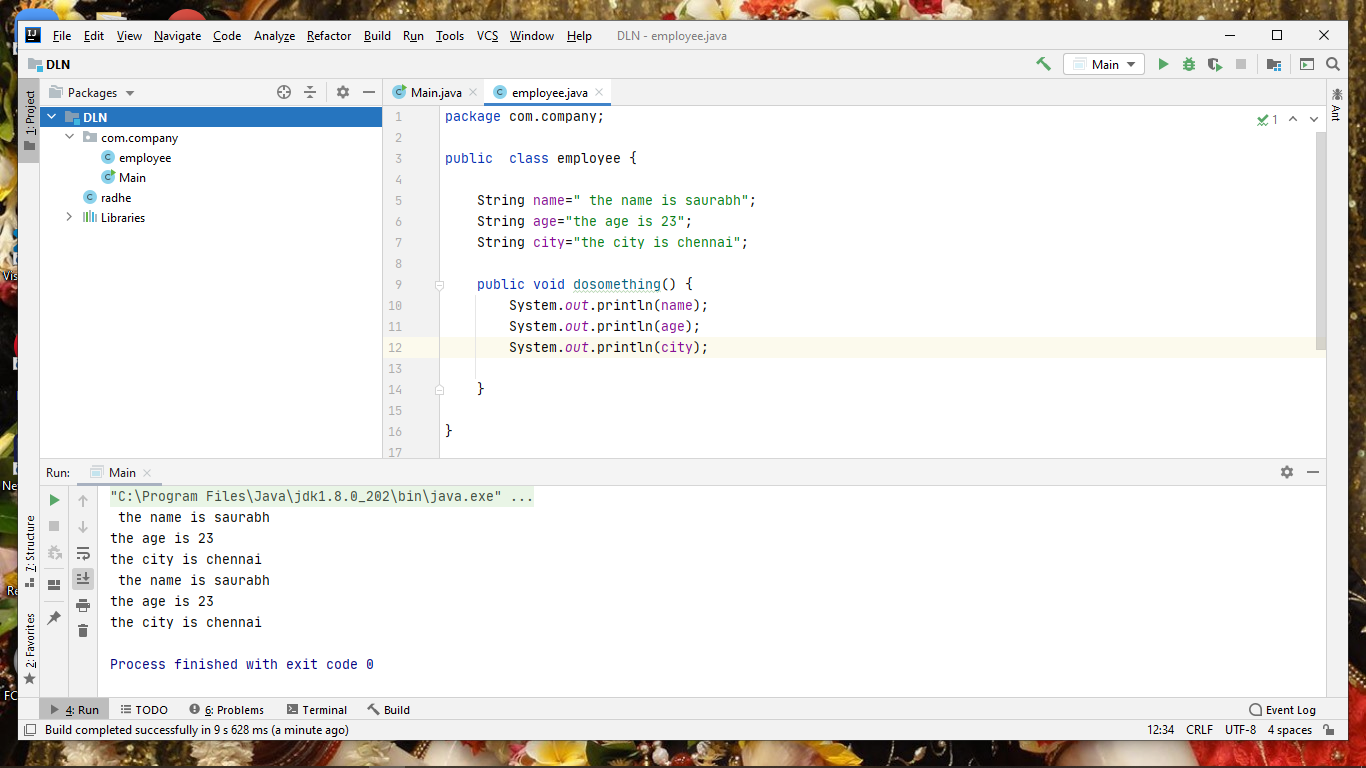 File Edit View Navigate Code Analyze Refactor Build Run Tools VCS Window Help DLN - employee.java
DLN
Main
Packages
Main.java
employee.java
1: Project
Ant
DLN
com.company
employee
Main
radhe
Libraries
1 package com.company;
2
3 public  class employee {
4
5     String name=" the name is saurabh";
6     String age="the age is 23";
7     String city="the city is chennai";
8
9     public void dosomething() {
10         System.out.println(name);
11         System.out.println(age);
12         System.out.println(city);
13
14     }
15
16 }
17
1
Run: Main
"C:\Program Files\Java\jdk1.8.0_202\bin\java.exe" ...
 the name is saurabh
the age is 23
the city is chennai
 the name is saurabh
the age is 23
the city is chennai
Process finished with exit code 0
7: Structure
2: Favorites
4: Run TODO 6: Problems Terminal Build Event Log
Build completed successfully in 9 s 628 ms (a minute ago) 12:34 CRLF UTF-8 4 spaces